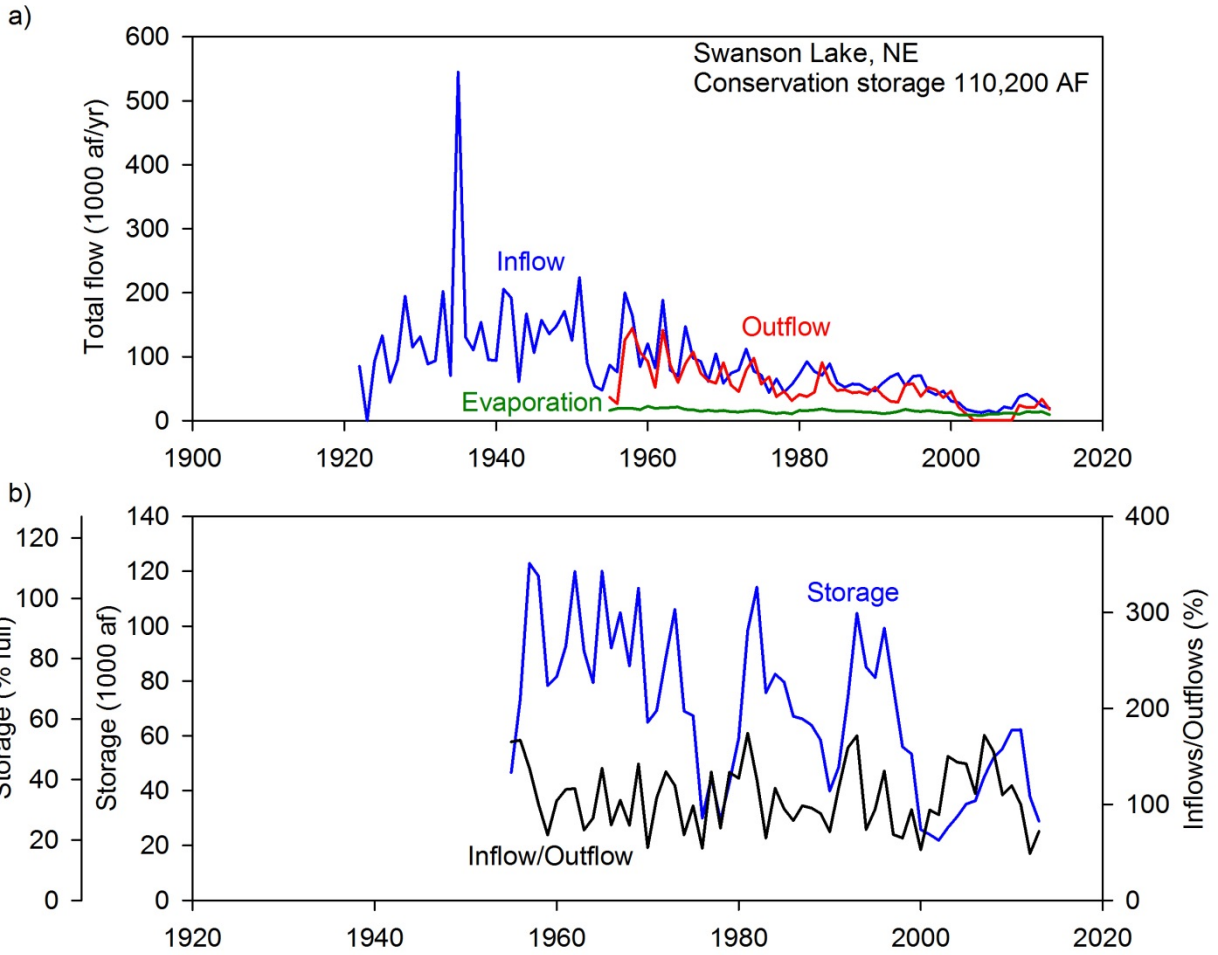 a)
600
500
400
300
200
100
0
Total flow (1000 af/yr)
Swanson Lake, NE
Conservation storage 110,200 AF
Inflow
Outflow
Evaporation
1900 1920 1940 1960 1980 2000 2020
b)
120
100
80
60
40
20
0
Storage (% full)
140
120
100
80
60
40
20
0
Storage (1000 af)
Storage
Inflow/Outflow
400
300
200
100
0
Inflows/Outflows (%)
1920 1940 1960 1980 2000 2020